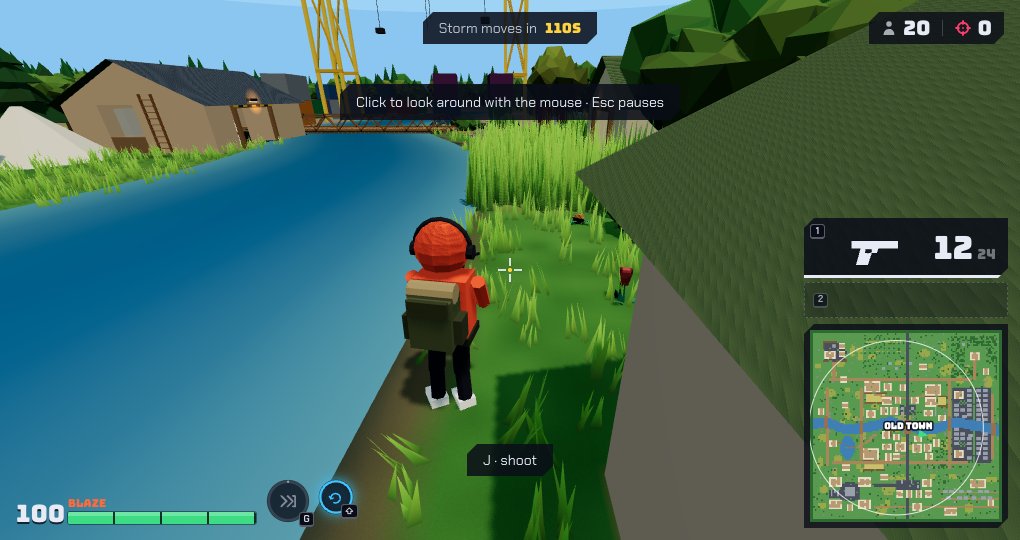 Storm moves in 110s
20
0
Click to look around with the mouse · Esc pauses
1
12 24
2
OLD TOWN
J · shoot
100 BLAZE
G